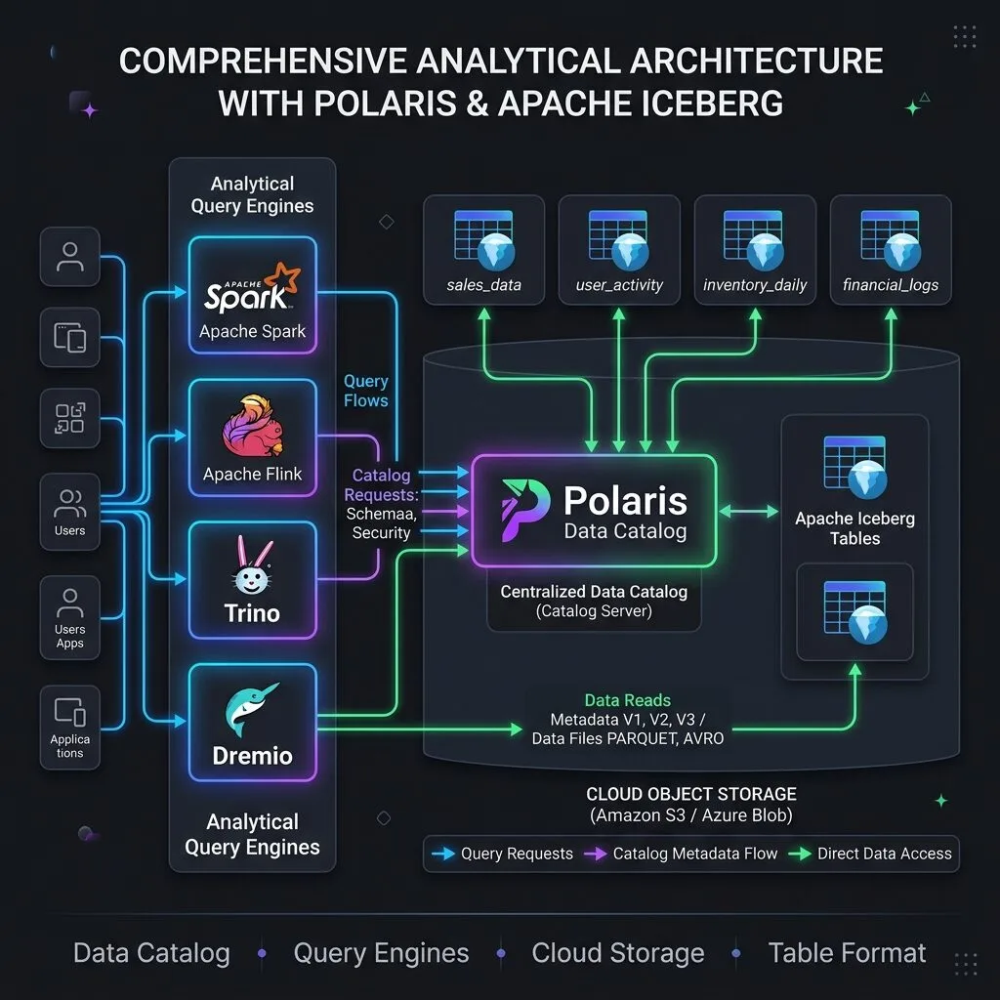 COMPREHENSIVE ANALYTICAL ARCHITECTURE
WITH POLARIS & APACHE ICEBERG
Analytical
Query Engines
APACHE
Spark
Apache Spark
Apache Flink
Trino
Dremio
Analytical
Query Engines
Users
Users
Apps
Applica
tions
Query
Flows
Catalog
Requests:
Schemaa,
Security
sales_data
user_activity
inventory_daily
financial_logs
Polaris
Data Catalog
Centralized Data Catalog
(Catalog Server)
Apache Iceberg
Tables
Data Reads
Metadata V1, V2, V3 /
Data Files PARQUET, AVRO
CLOUD OBJECT STORAGE
(Amazon S3 / Azure Blob)
Query Requests
Catalog Metadata Flow
Direct Data Access
Data Catalog • Query Engines • Cloud Storage • Table Format